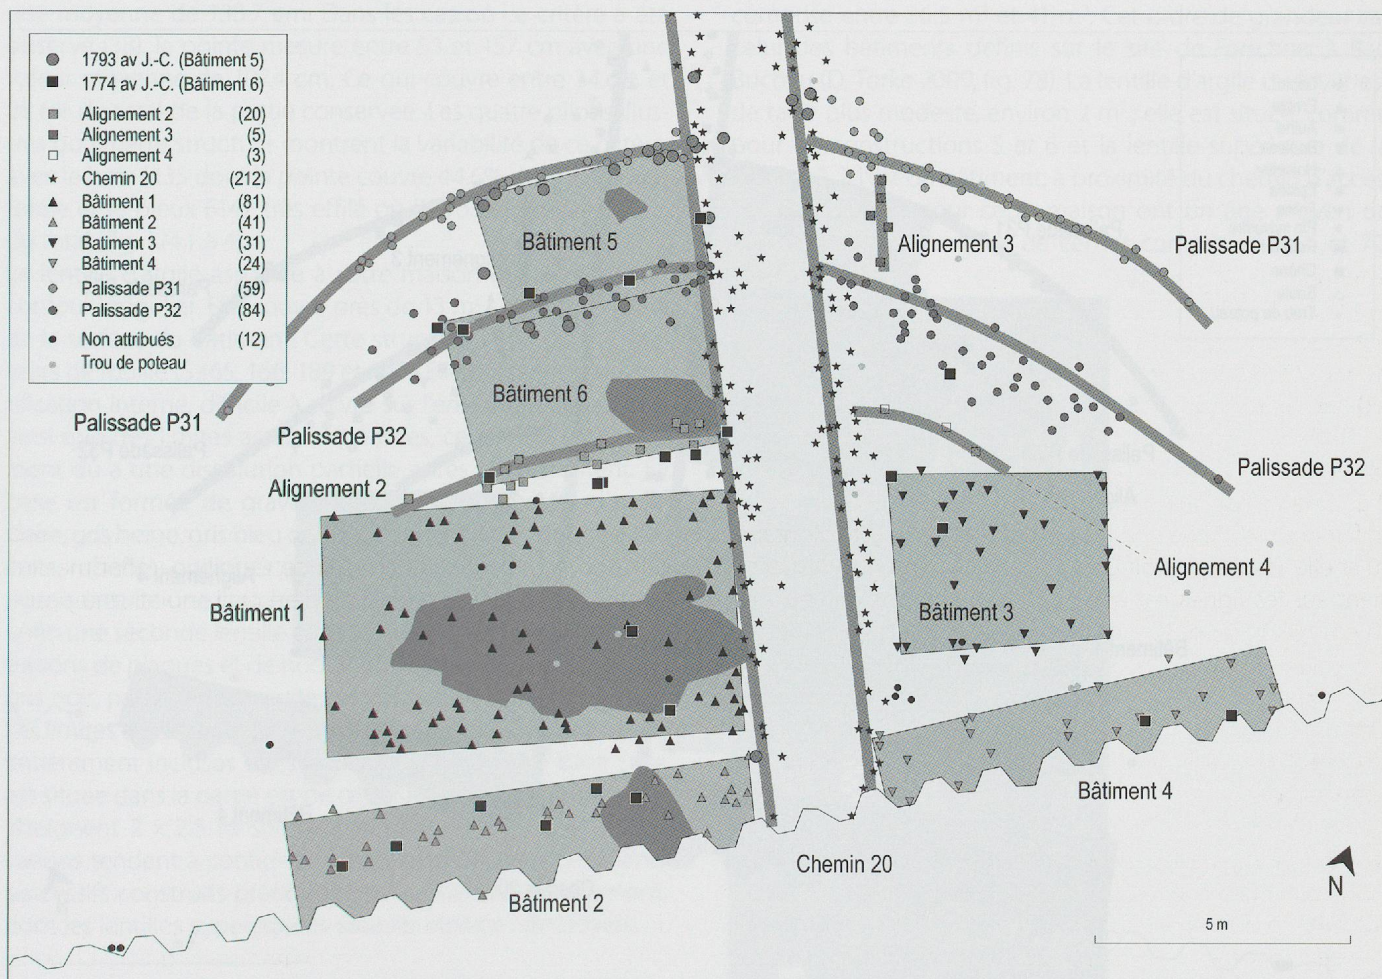 1793 av J.-C. (Bâtiment 5)
1774 av J.-C. (Bâtiment 6)
Alignement 2 (20)
Alignement 3 (5)
Alignement 4 (3)
Chemin 20 (212)
Bâtiment 1 (81)
Bâtiment 2 (41)
Batiment 3 (31)
Bâtiment 4 (24)
Palissade P31 (59)
Palissade P32 (84)
Non attribués (12)
Trou de poteau
Bâtiment 5
Alignement 3
Palissade P31
Bâtiment 6
Palissade P31
Palissade P32
Palissade P32
Alignement 2
Alignement 4
Bâtiment 1
Bâtiment 3
Bâtiment 4
Chemin 20
N
Bâtiment 2
5 m